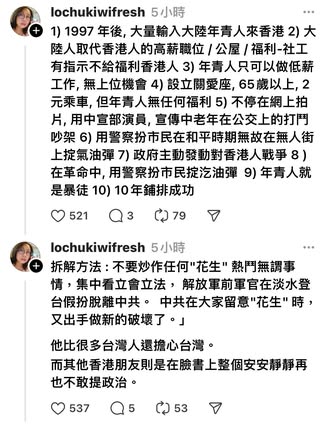 lochukiwifresh 5小時
1) 1997 年後, 大量輸入大陸年青人來香港 2) 大
陸人取代香港人的高薪職位 / 公屋 / 福利-社工
有指示不給福利香港人 3) 年青人只可以做低薪
工作, 無上位機會 4) 設立關愛座, 65歲以上, 2
元乘車, 但年青人無任何福利 5) 不停在網上拍
片, 用中宣部演員, 宣傳中老年在公交上的打鬥
吵架 6) 用警察扮市民在和平時期無故在無人街
上掟氣油彈 7) 政府主動發動對香港人戰爭 8 )
在革命中, 用警察扮市民掟汽油彈 9) 年青人就
是暴徒 10) 10 年鋪排成功
521 3 79
lochukiwifresh 5小時
拆解方法 : 不要炒作任何"花生" 熱鬥無謂事
情，集中看立會立法， 解放軍前軍官在淡水登
台假扮脫離中共。 中共在大家留意"花生" 時，
又出手做新的破壞了。」
他比很多台灣人還擔心台灣。
而其他香港朋友則是在臉書上整個安安靜靜再
也不敢提政治。
537 5 53